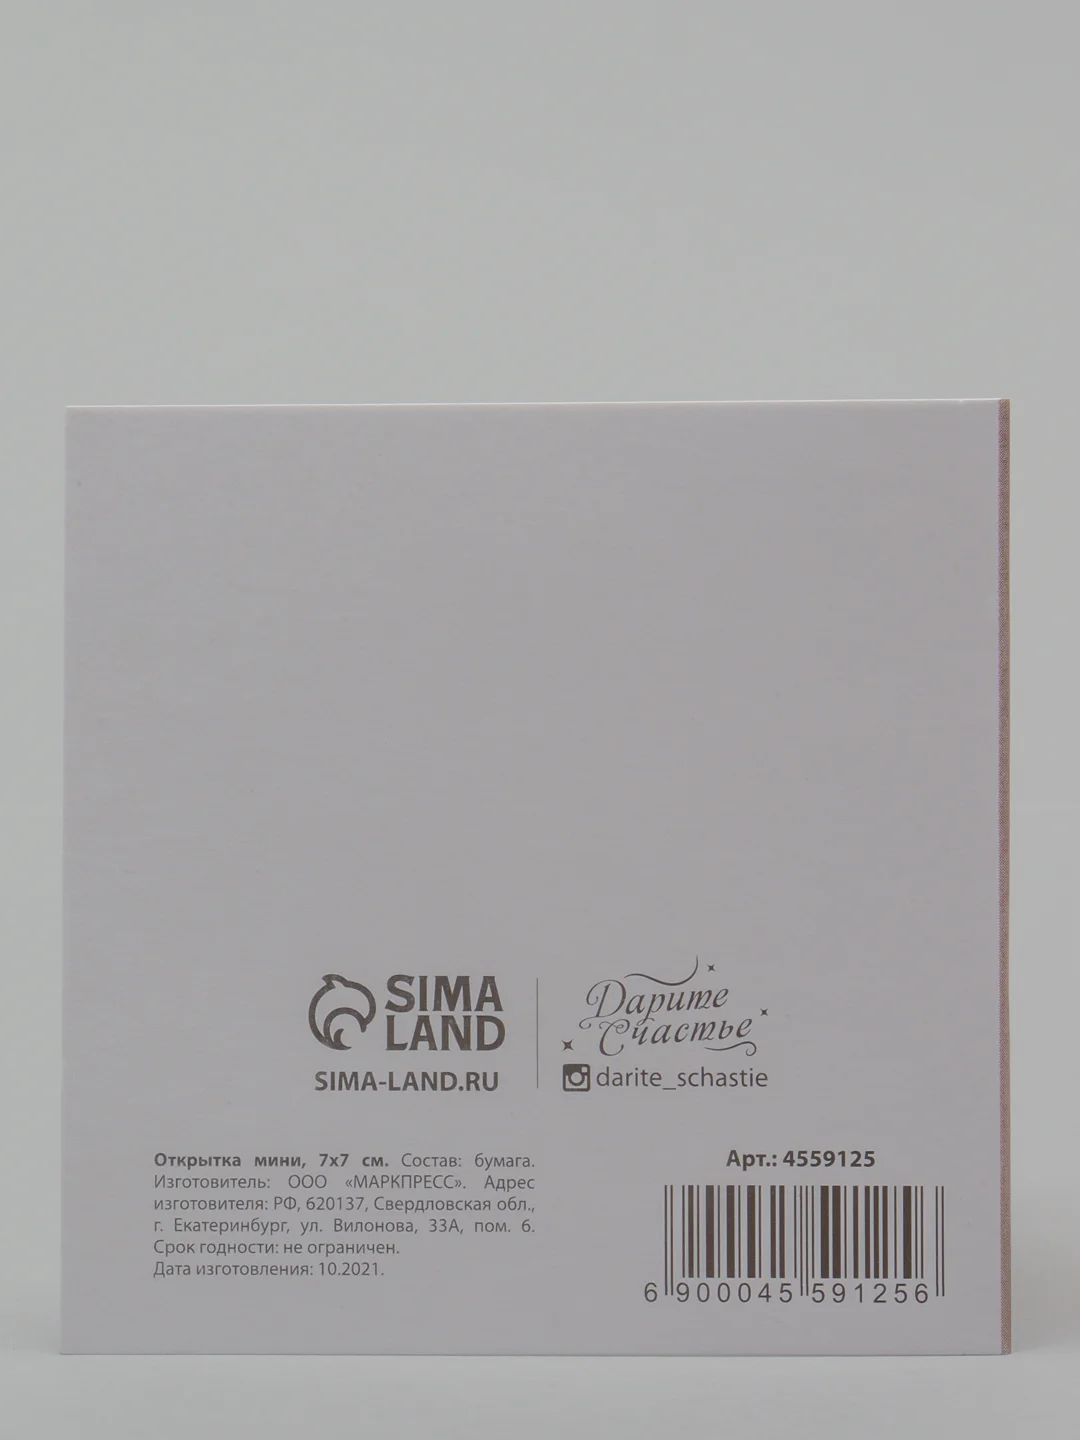 SIMA
LAND
SIMA-LAND.RU
Дарите
Счастье
darite_schastie
Открытка мини, 7х7 см. Состав: бумага.
Изготовитель: ООО «МАРКПРЕСС». Адрес
изготовителя: РФ, 620137, Свердловская обл.,
г. Екатеринбург, ул. Вилонова, 33А, пом. 6.
Срок годности: не ограничен.
Дата изготовления: 10.2021.
Арт.: 4559125
6 900045 591256